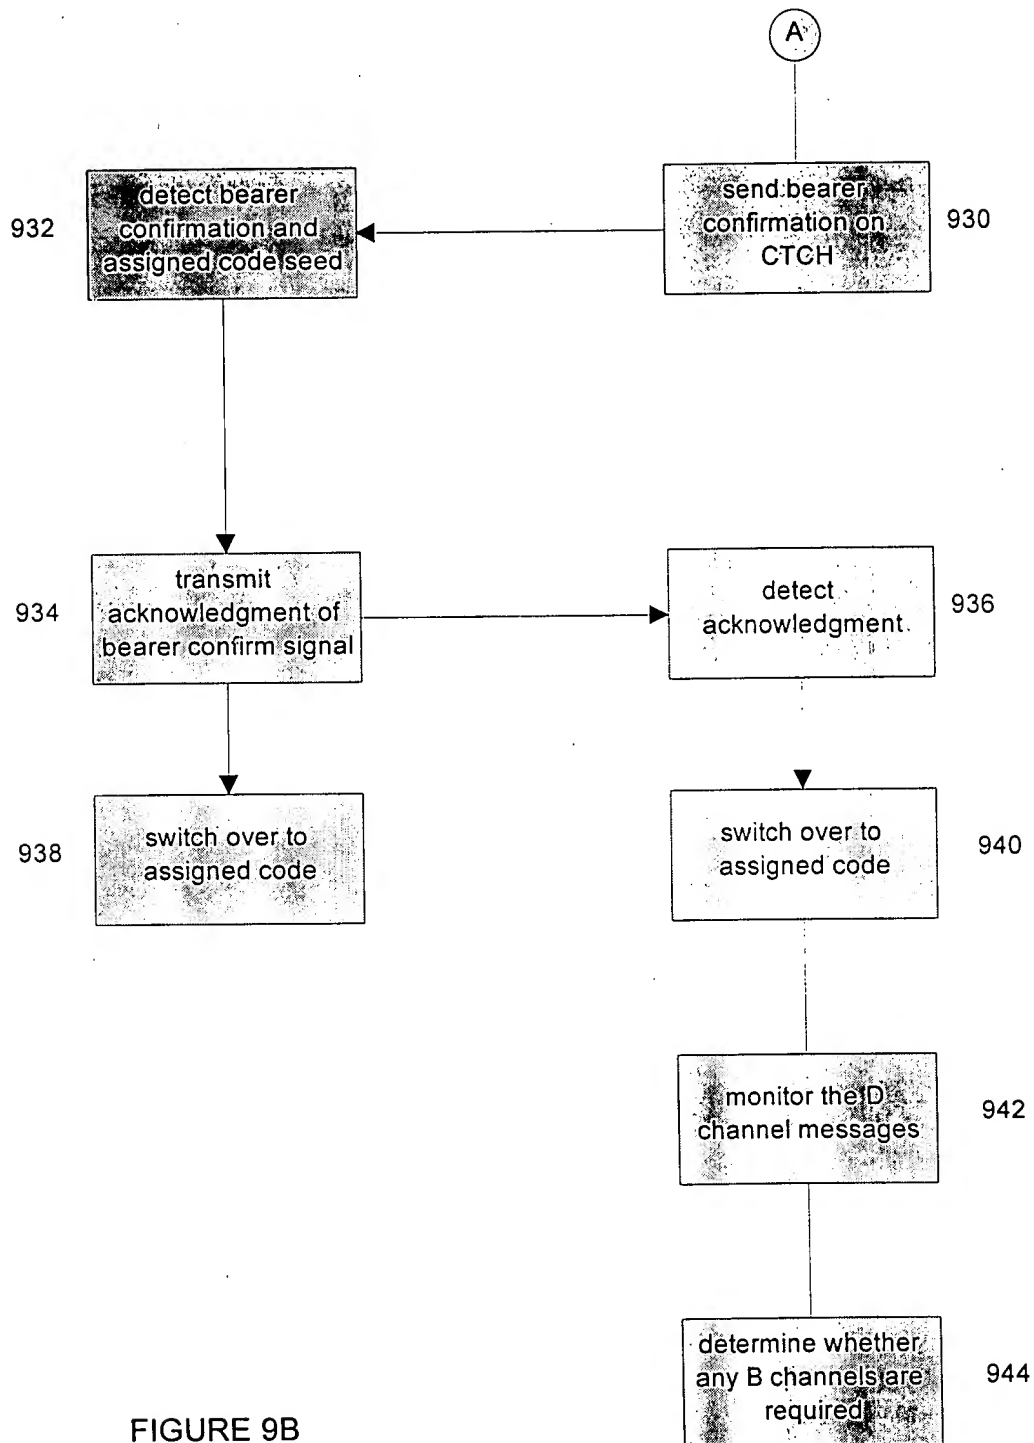 A
932
detect bearer
confirmation and
assigned code seed
send bearer
confirmation on
CTCH
930
934
transmit
acknowledgment of
bearer confirm signal
detect
acknowledgment
936
938
switch over to
assigned code
switch over to
assigned code
940
monitor the D
channel messages
942
determine whether
any B channels are
required
944
FIGURE 9B